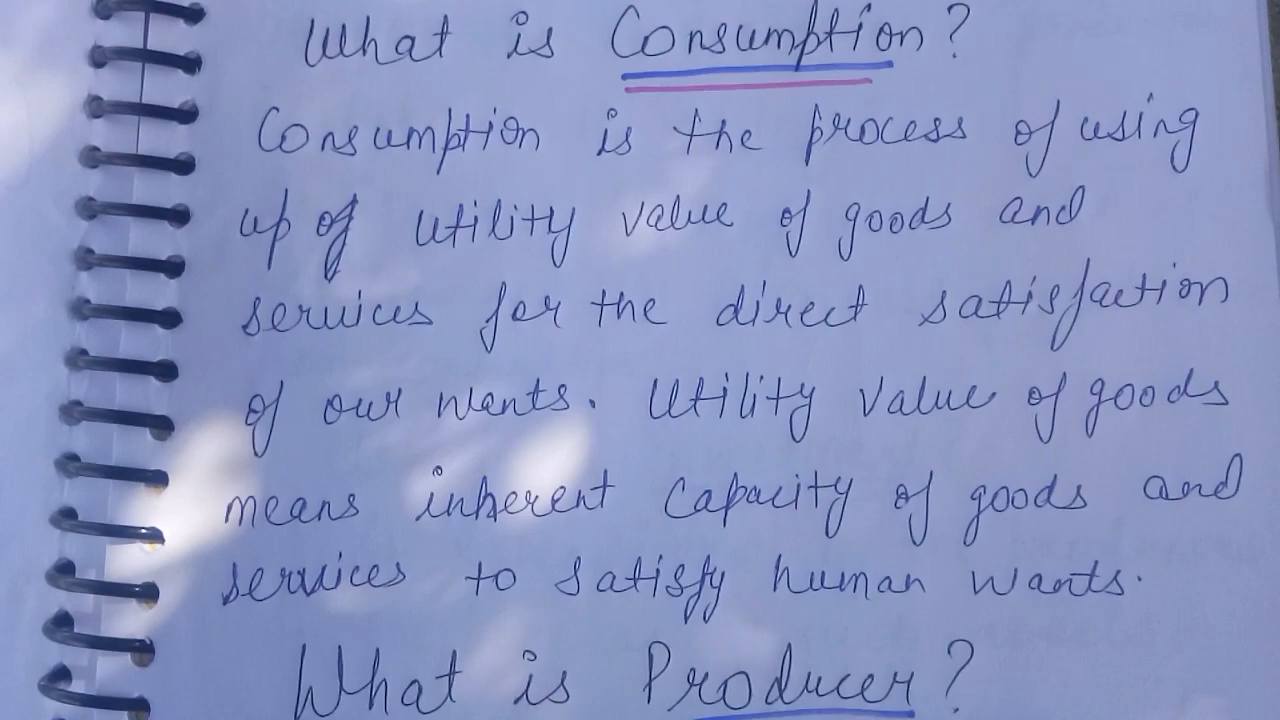 What is Consumption?
Consumption is the process of using
up of utility value of goods and
services for the direct satisfaction
of our wants. Utility value of goods
means inherent capacity of goods and
services to satisfy human wants.
What is Producer?